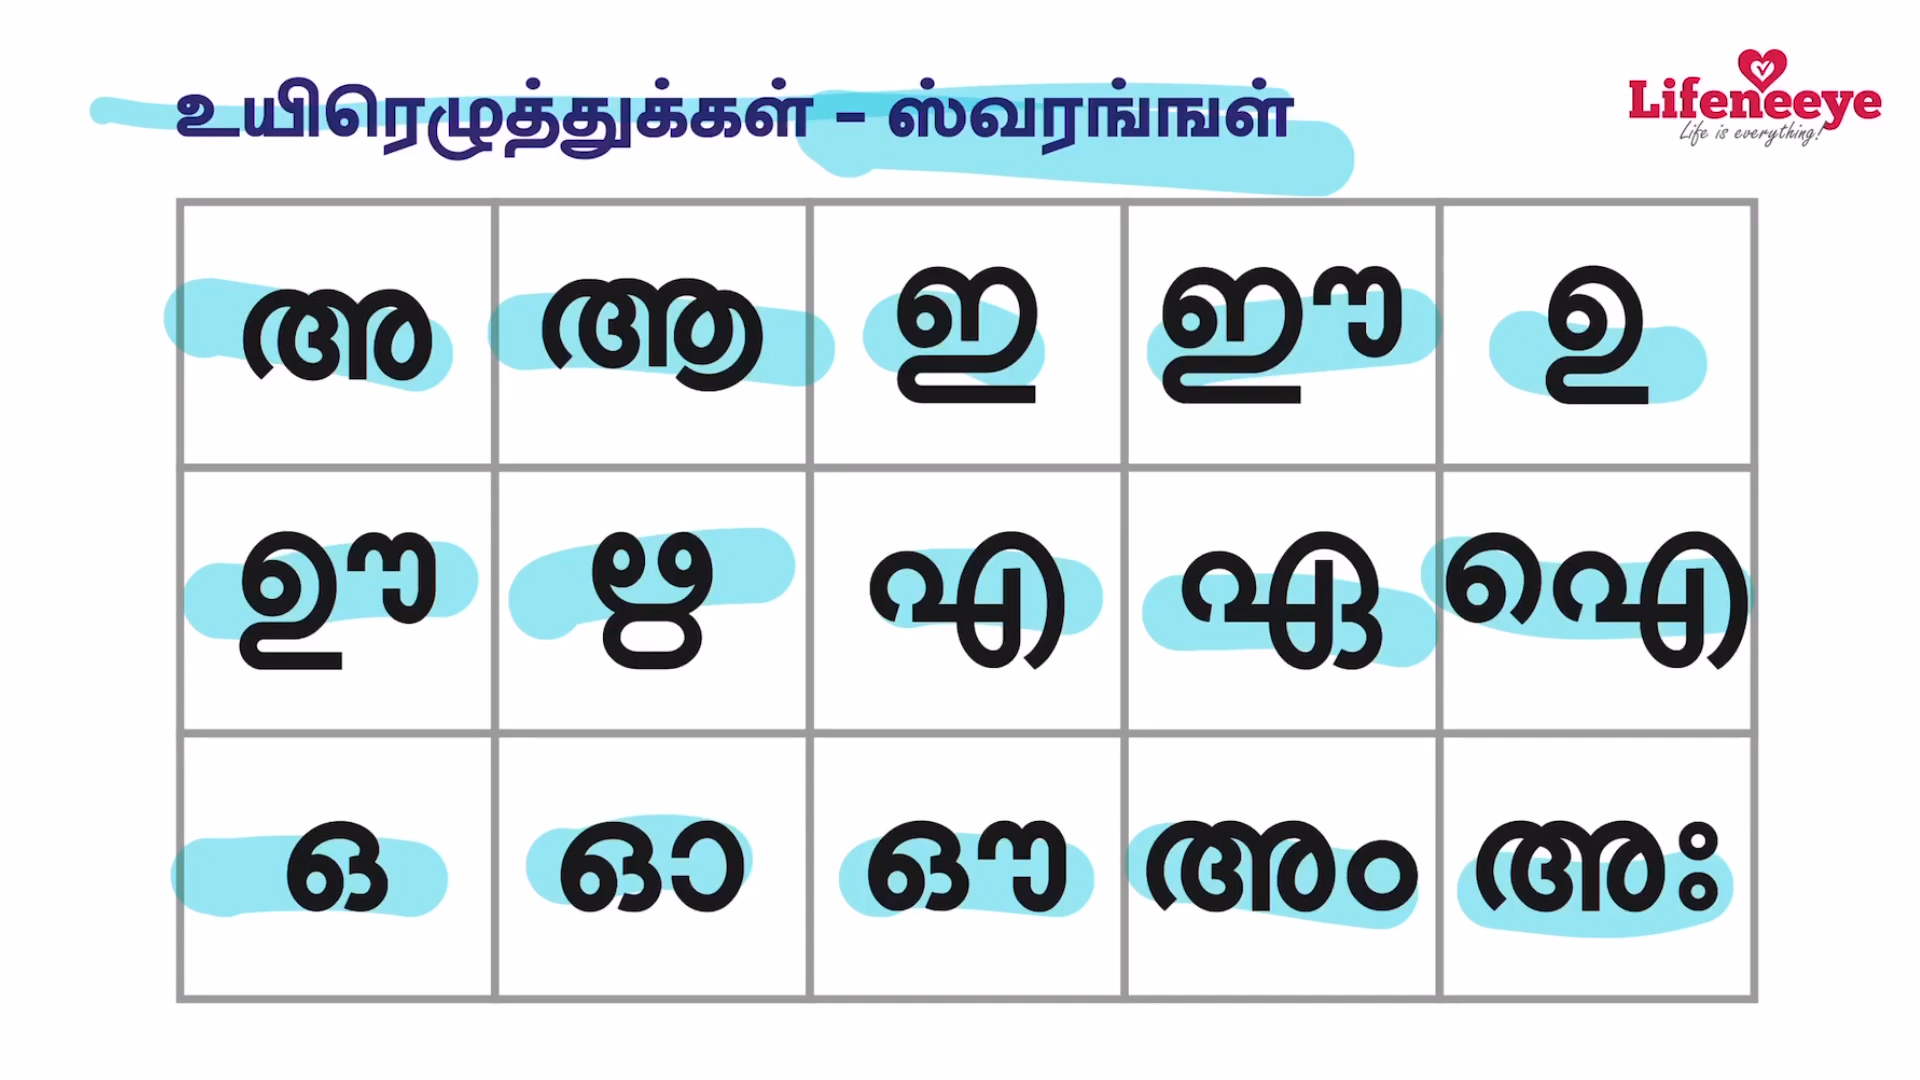 உயிரெழுத்துக்கள் – ஸ்வரங்ஙள்
Lifeneeye
Life is everything!
അ ആ ഇ ഈ ഉ
ഊ ഋ എ ഏ ഐ
ഒ ഓ ഔ അം അഃ